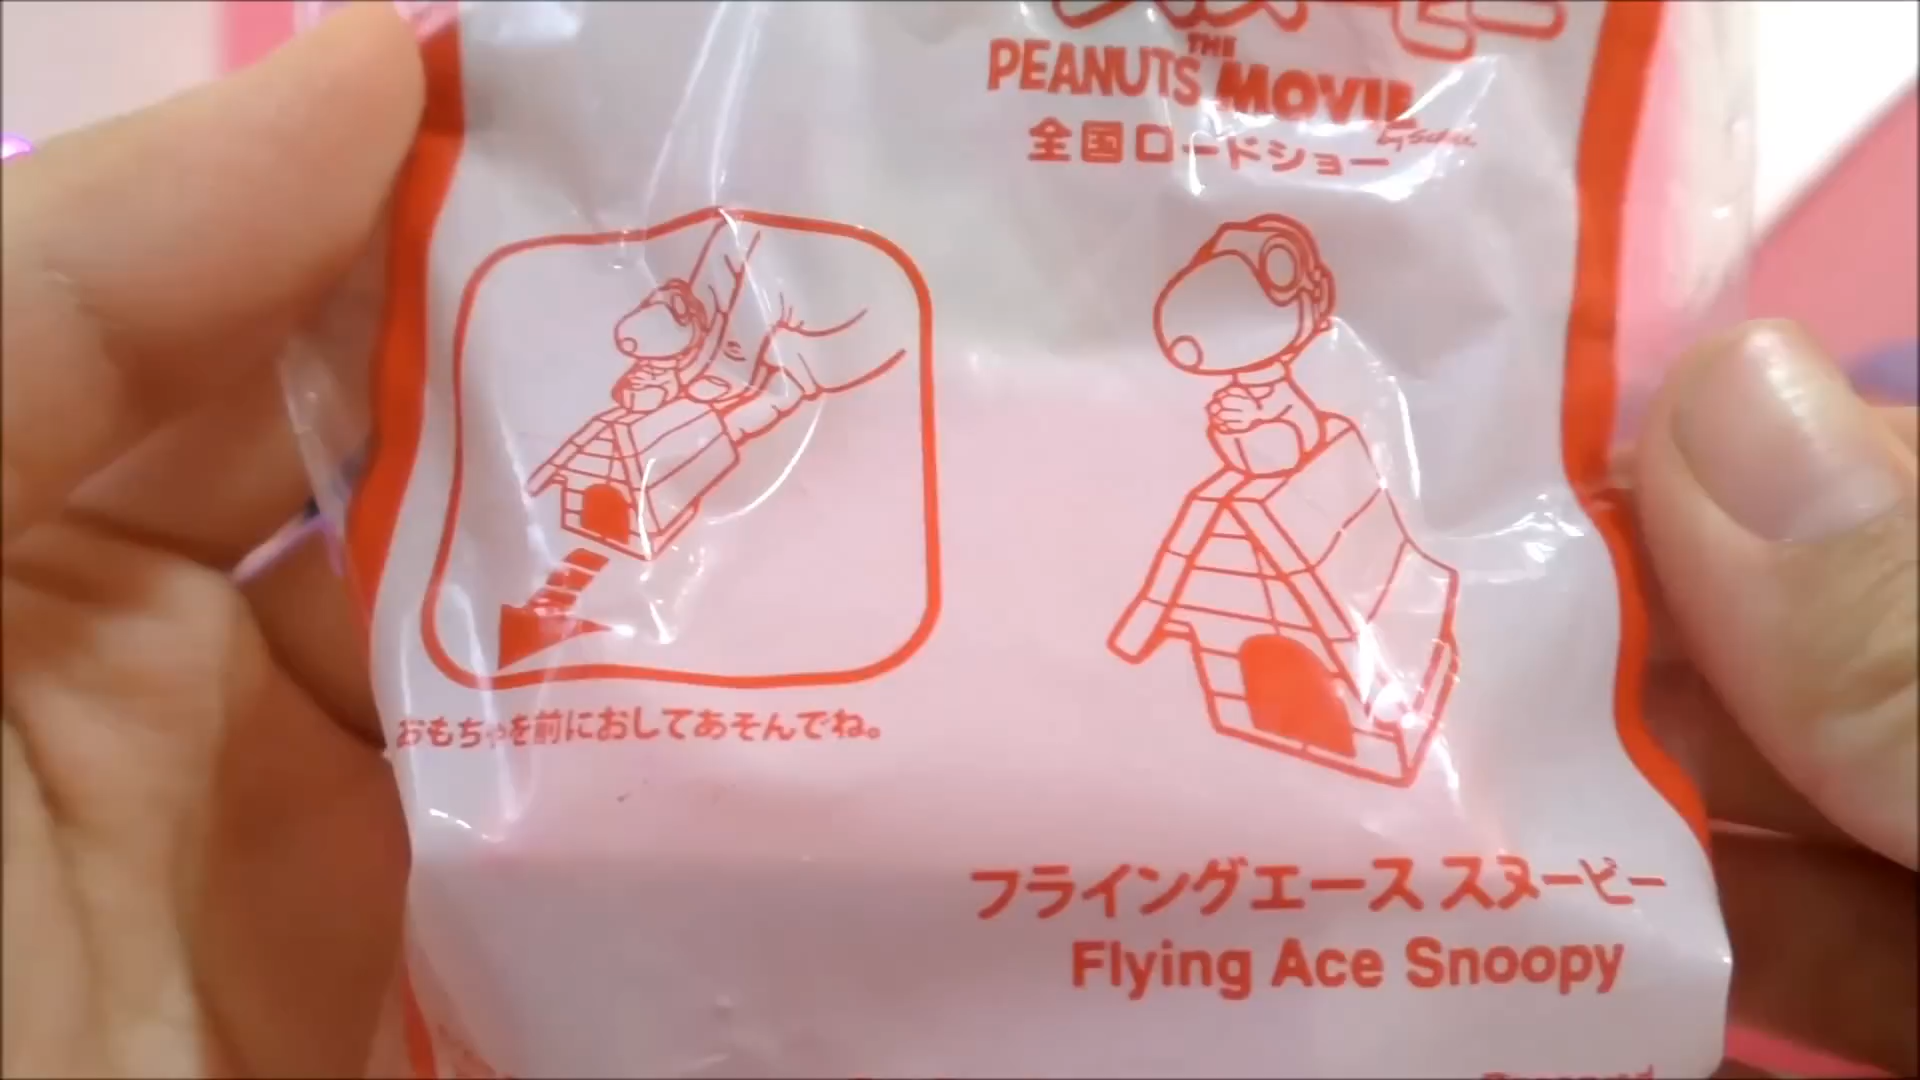 THE
PEANUTS MOVIE
by Schulz
全国ロードショー
おもちゃを前におしてあそんでね。
フライングエース スヌーピー
Flying Ace Snoopy